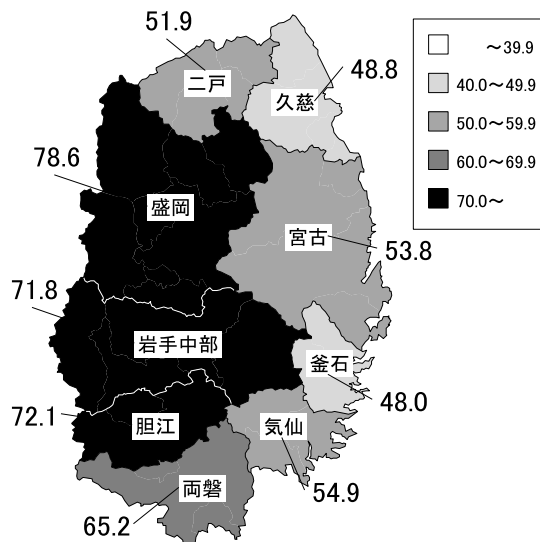 51.9
二戸
48.8
久慈
78.6
盛岡
宮古
53.8
71.8
岩手中部
釜石
48.0
72.1
胆江
気仙
54.9
両磐
65.2
～39.9
40.0～49.9
50.0～59.9
60.0～69.9
70.0～